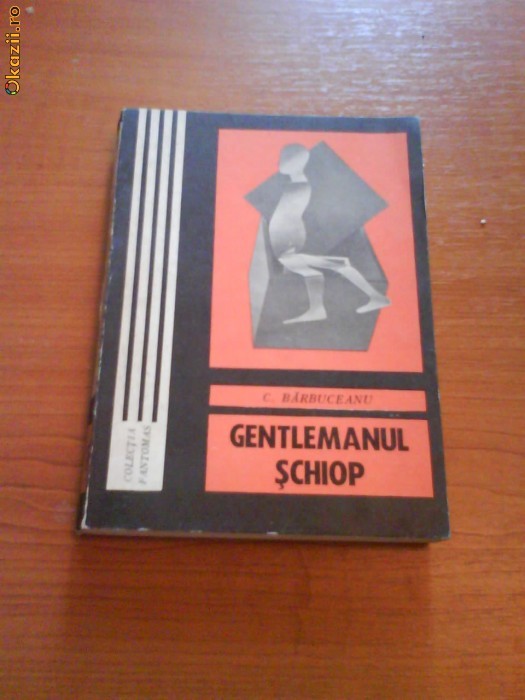 Okazii.ro
C. BĂRBUCEANU
GENTLEMANUL
ŞCHIOP
COLECŢIA
FANTOMAS